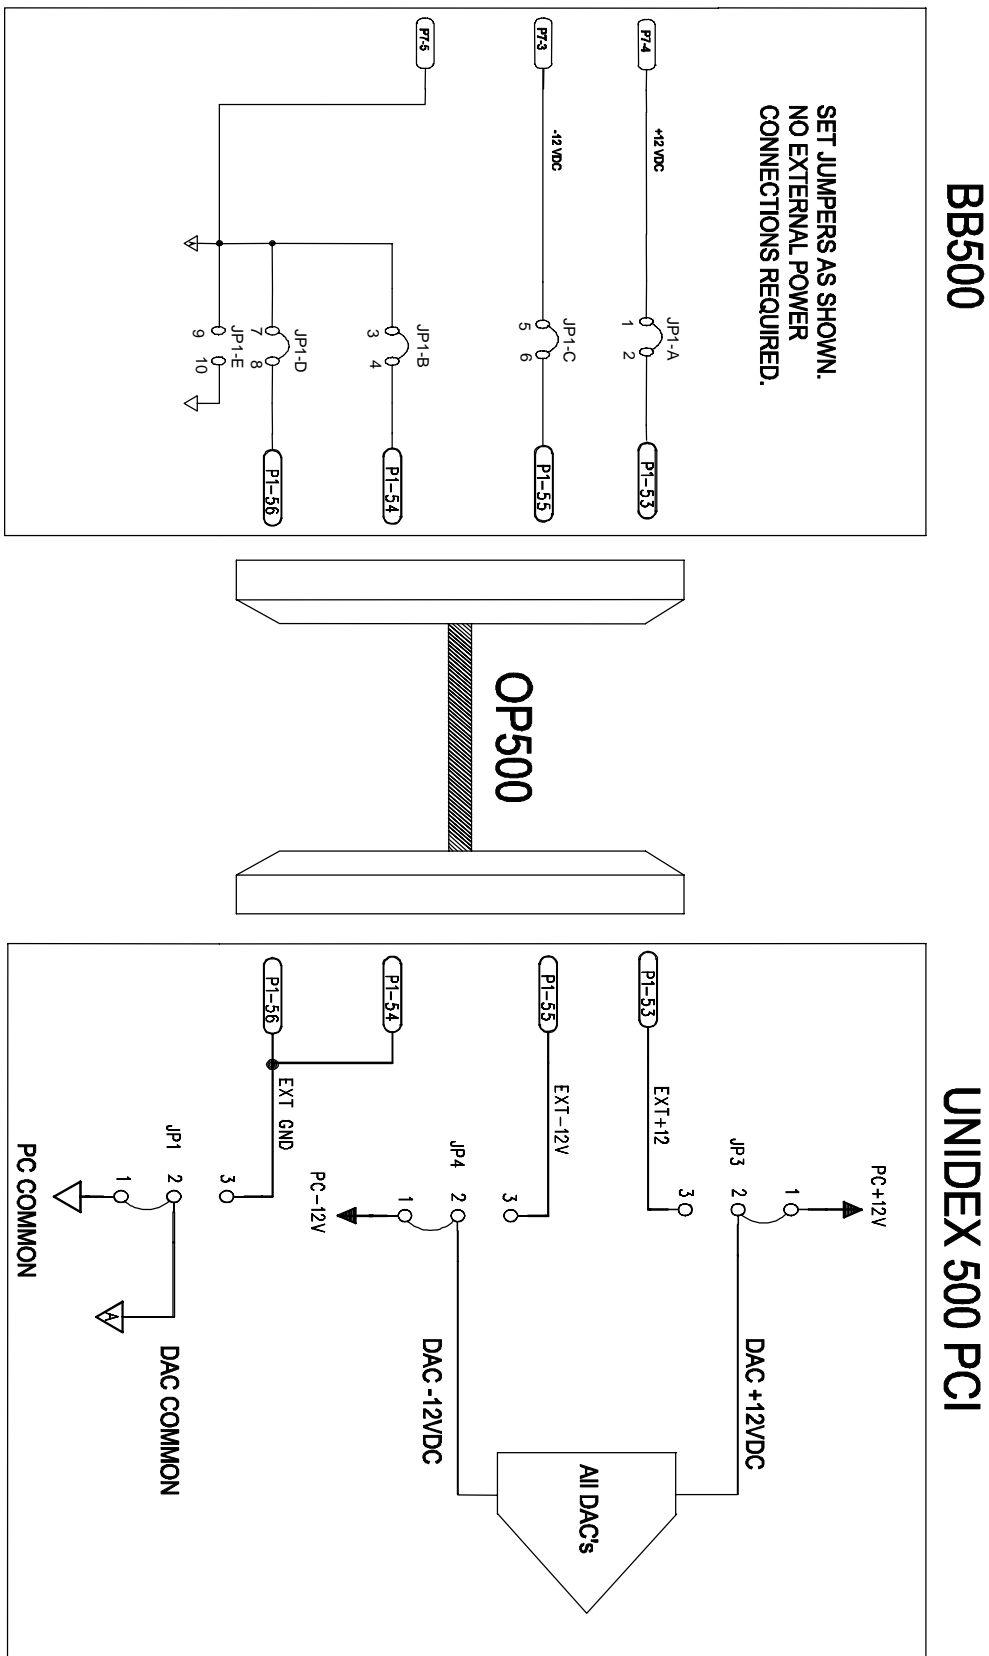 BB500
SET JUMPERS AS SHOWN.
NO EXTERNAL POWER
CONNECTIONS REQUIRED.
P7-4
+12 VDC
JP1-A
1
2
P1-53
P7-3
-12 VDC
JP1-C
5
6
P1-55
P7-5
JP1-B
3
4
P1-54
JP1-D
7
8
P1-56
JP1-E
9
10
A
OP500
UNIDEX 500 PCI
PC+12V
JP3
1
2
3
P1-53
EXT+12
DAC +12VDC
P1-55
EXT-12V
JP4
3
2
1
PC-12V
DAC -12VDC
All DAC's
P1-54
P1-56
EXT GND
JP1
3
2
1
PC COMMON
A
DAC COMMON